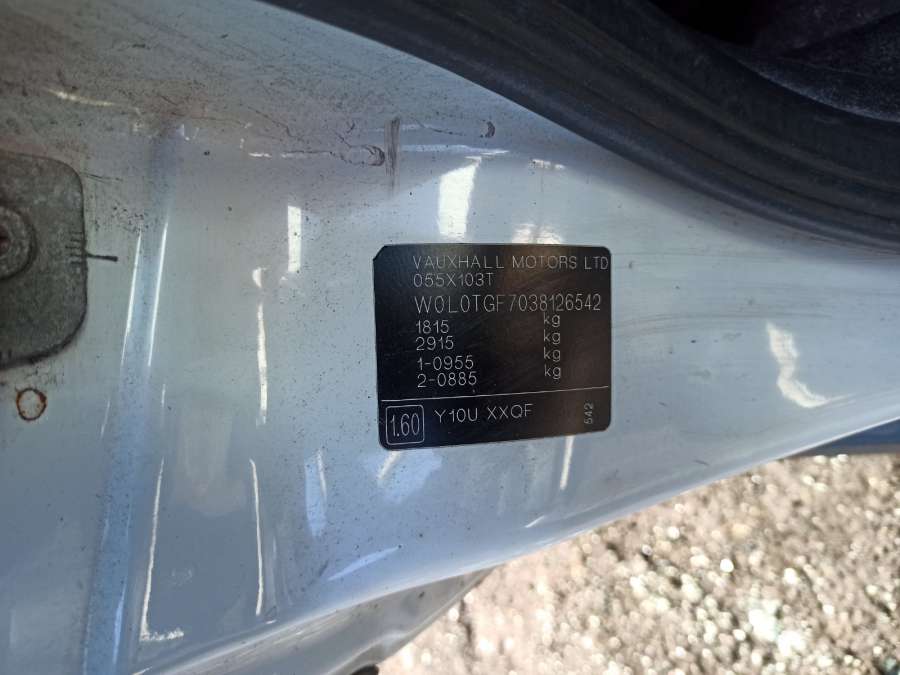 VAUXHALL MOTORS LTD
055X103T
W0L0TGF7038126542
1815 kg
2915 kg
1-0955 kg
2-0885 kg
1.60 Y10U XXQF 542